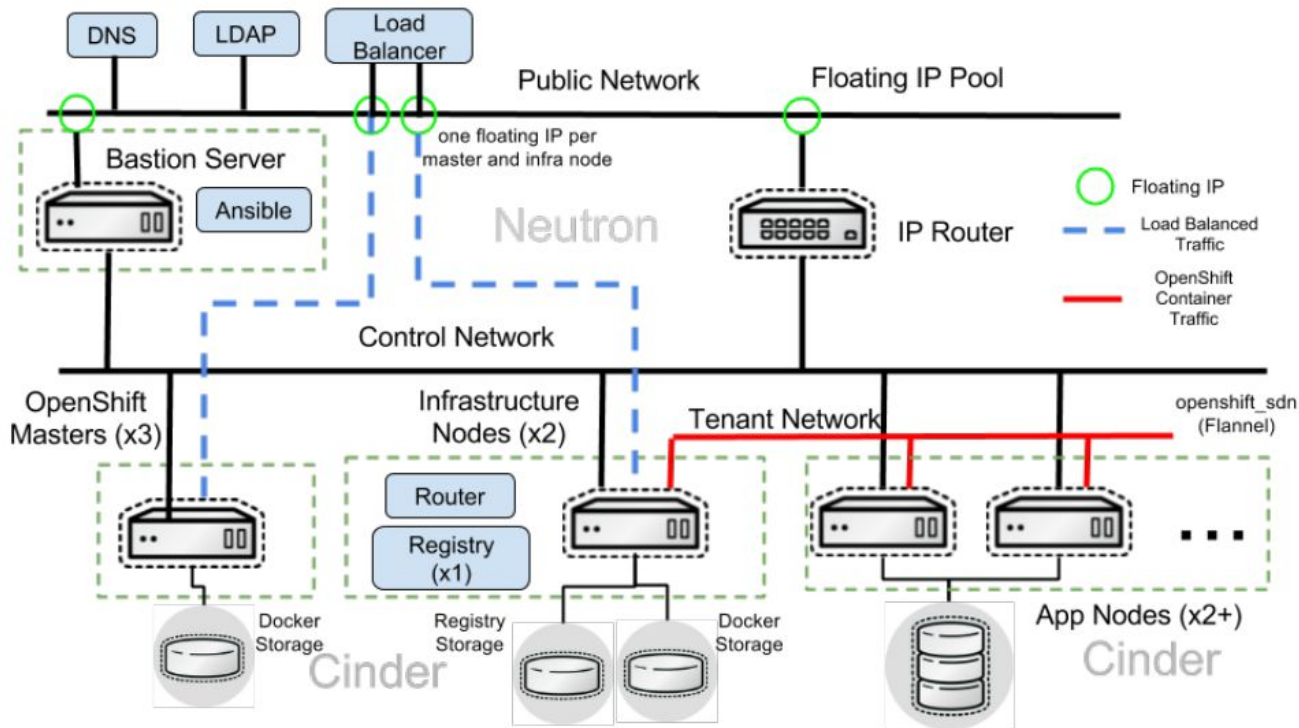 DNS
LDAP
Load
Balancer
Public Network
Floating IP Pool
one floating IP per
master and infra node
Bastion Server
Ansible
Neutron
IP Router
Floating IP
Load Balanced
Traffic
OpenShift
Container
Traffic
Control Network
OpenShift
Masters (x3)
Infrastructure
Nodes (x2)
Tenant Network
openshift_sdn
(Flannel)
Router
Registry
(x1)
Docker
Storage
Cinder
Registry
Storage
Docker
Storage
App Nodes (x2+)
Cinder